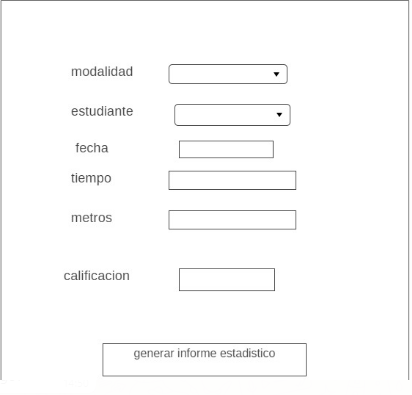 modalidad
estudiante
fecha
tiempo
metros
calificacion
generar informe estadistico